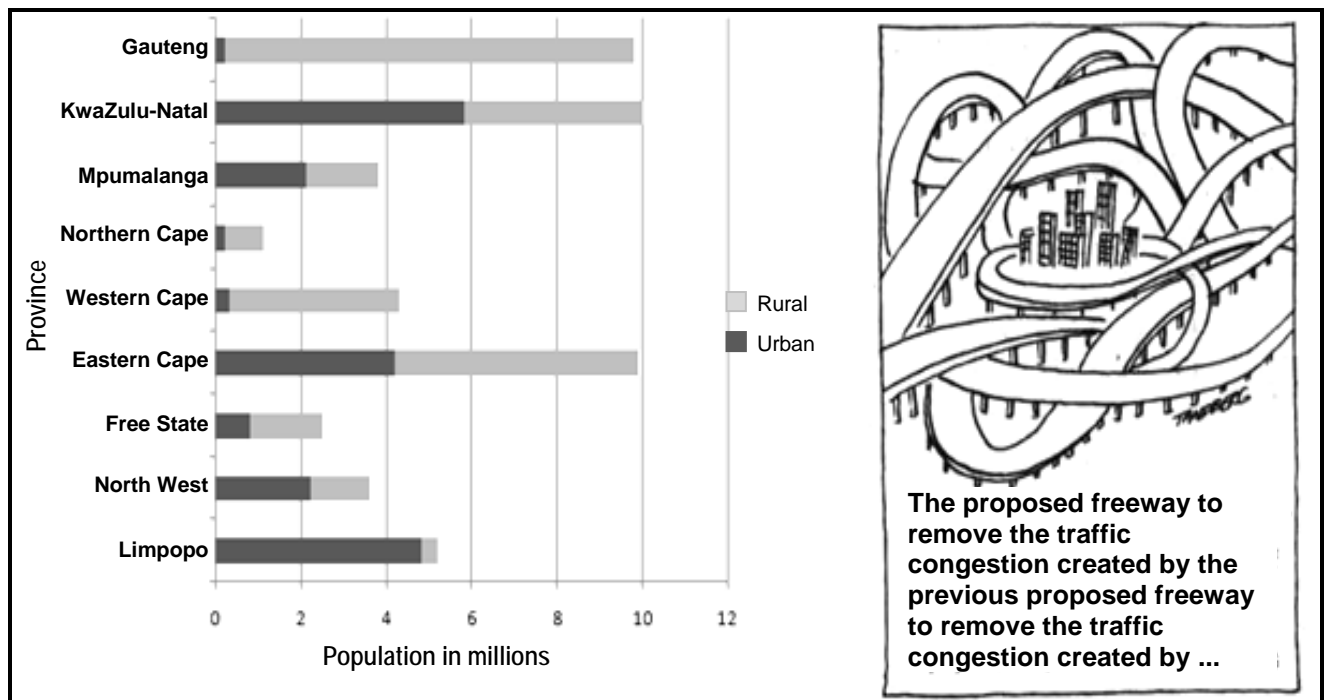 Gauteng
KwaZulu-Natal
Mpumalanga
Northern Cape
Western Cape
Eastern Cape
Free State
North West
Limpopo
Province
0 2 4 6 8 10 12
Population in millions
Rural
Urban
TANDBERG
The proposed freeway to
remove the traffic
congestion created by the
previous proposed freeway
to remove the traffic
congestion created by ...